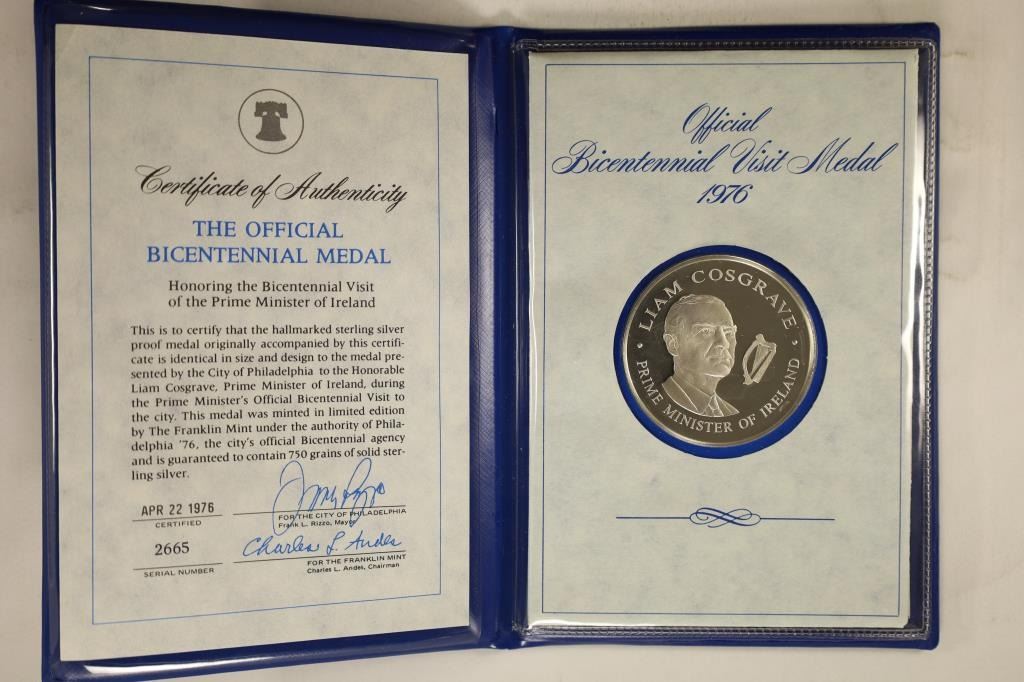 Certificate of Authenticity
THE OFFICIAL
BICENTENNIAL MEDAL
Honoring the Bicentennial Visit
of the Prime Minister of Ireland
This is to certify that the hallmarked sterling silver
proof medal originally accompanied by this certifi-
cate is identical in size and design to the medal pre-
sented by the City of Philadelphia to the Honorable
Liam Cosgrave, Prime Minister of Ireland, during
the Prime Minister's Official Bicentennial Visit to
the city. This medal was minted in limited edition
by The Franklin Mint under the authority of Phila-
delphia '76, the city's official Bicentennial agency
and is guaranteed to contain 750 grains of solid ster-
ling silver.
APR 22 1976
CERTIFIED
FOR THE CITY OF PHILADELPHIA
Frank L. Rizzo, Mayor
2665
SERIAL NUMBER
Charles L. Andes
FOR THE FRANKLIN MINT
Charles L. Andes, Chairman
Official
Bicentennial Visit Medal
1976
LIAM COSGRAVE
PRIME MINISTER OF IRELAND